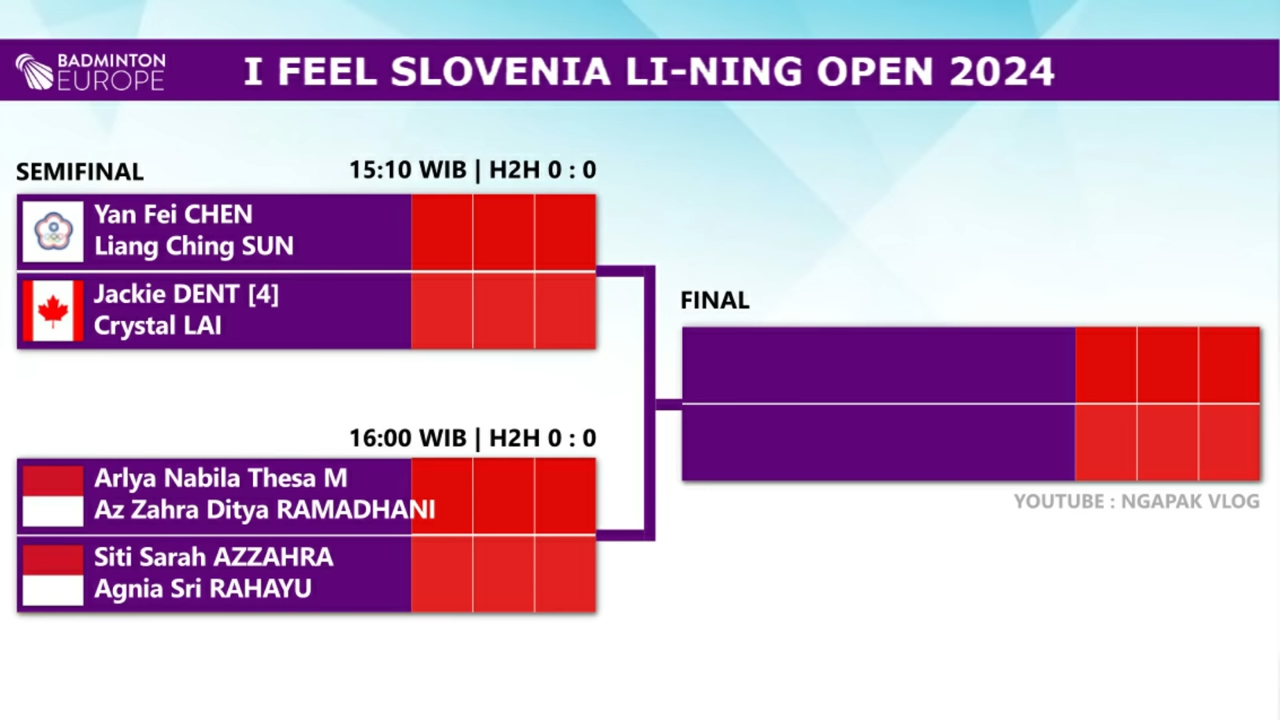 BADMINTON
EUROPE
I FEEL SLOVENIA LI-NING OPEN 2024
SEMIFINAL
15:10 WIB | H2H 0 : 0
Yan Fei CHEN
Liang Ching SUN
Jackie DENT [4]
Crystal LAI
FINAL
16:00 WIB | H2H 0 : 0
Arlya Nabila Thesa M
Az Zahra Ditya RAMADHANI
YOUTUBE : NGAPAK VLOG
Siti Sarah AZZAHRA
Agnia Sri RAHAYU